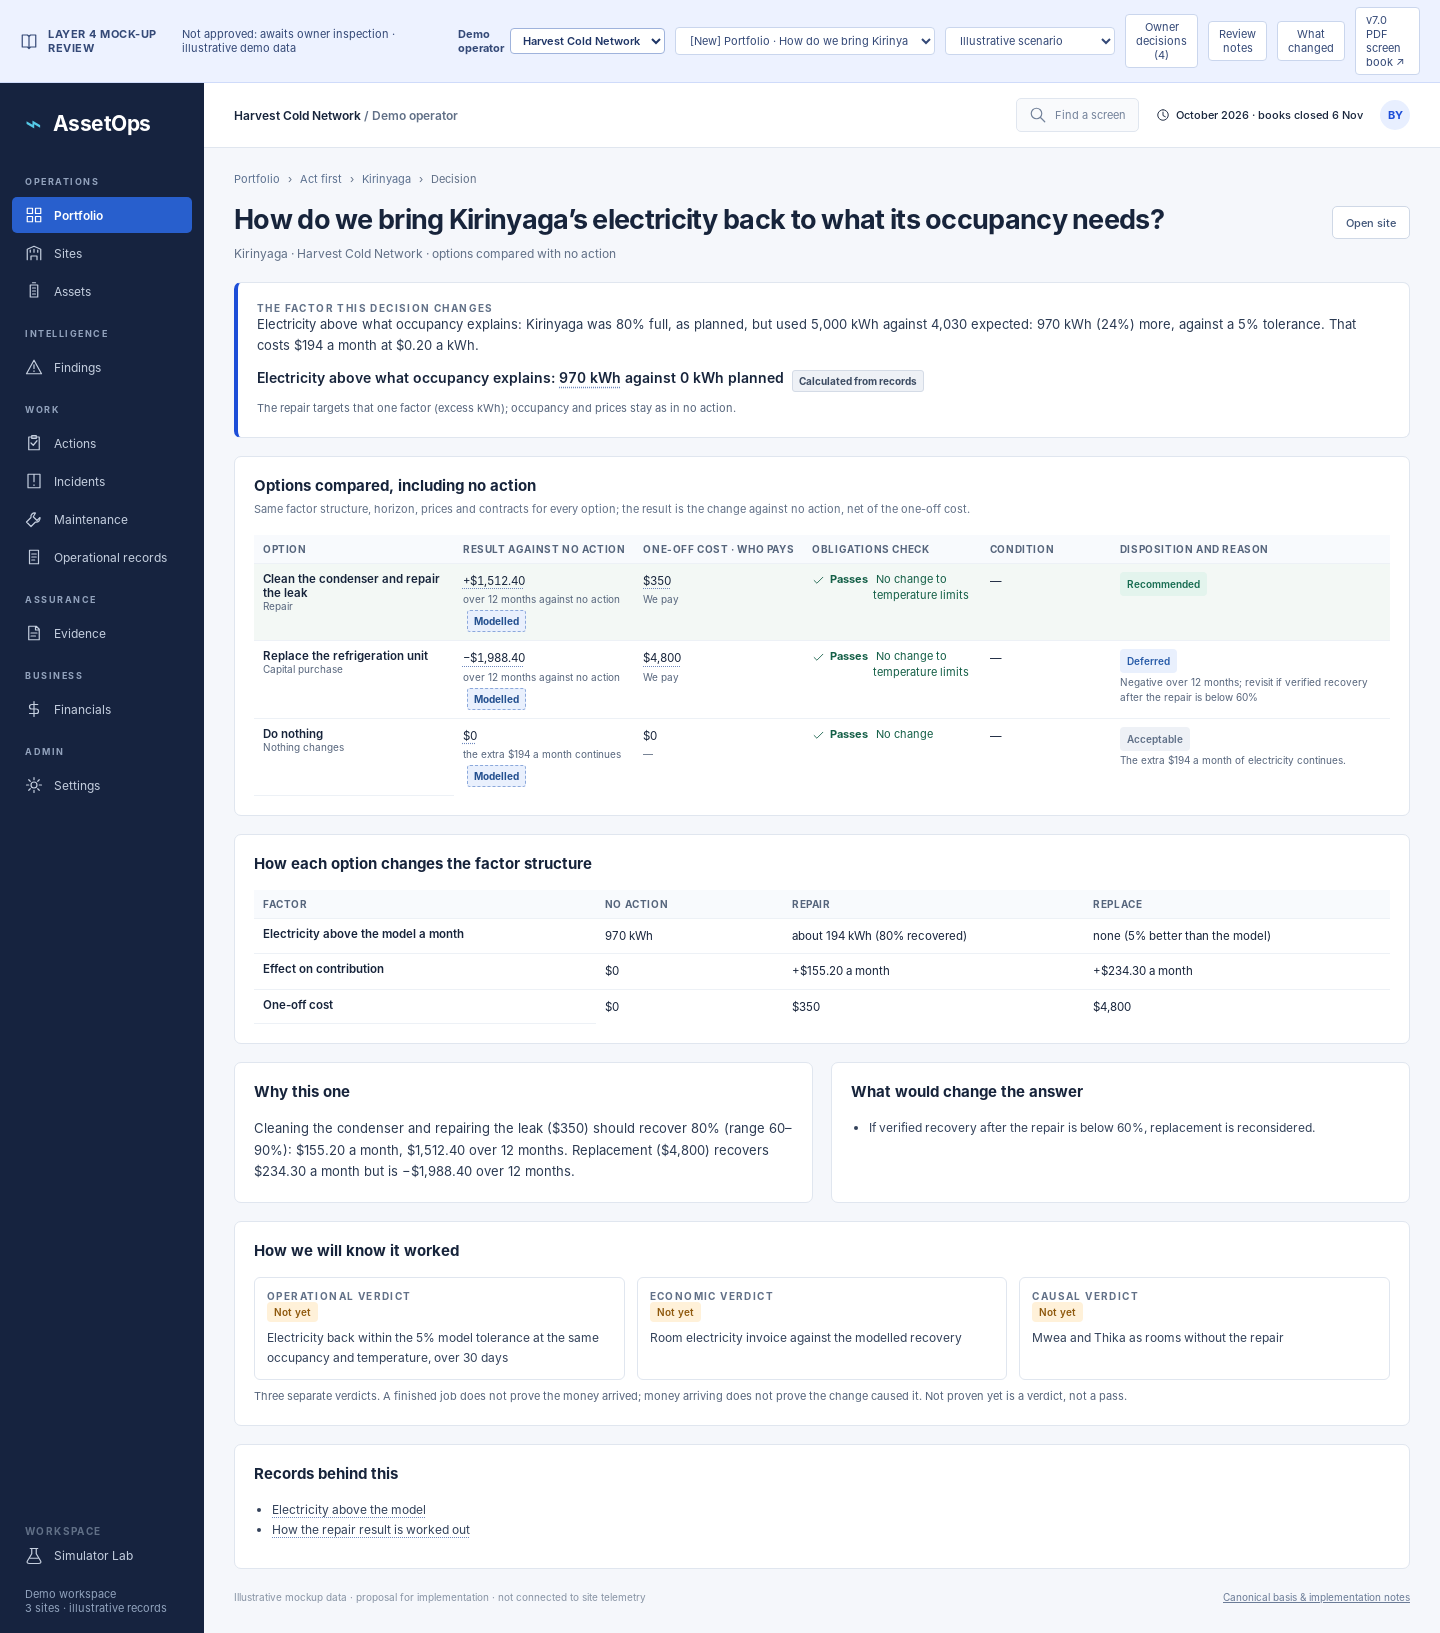 LAYER 4 MOCK-UP
REVIEW
Not approved: awaits owner inspection ·
illustrative demo data
Demo
operator
Harvest Cold Network
[New] Portfolio · How do we bring Kirinya
Illustrative scenario
Owner
decisions
(4)
Review
notes
What
changed
v7.0
PDF
screen
book ↗
AssetOps
OPERATIONS
Portfolio
Sites
Assets
INTELLIGENCE
Findings
WORK
Actions
Incidents
Maintenance
Operational records
ASSURANCE
Evidence
BUSINESS
Financials
ADMIN
Settings
WORKSPACE
Simulator Lab
Demo workspace
3 sites · illustrative records
Harvest Cold Network / Demo operator
Find a screen
October 2026 · books closed 6 Nov
BY
Portfolio › Act first › Kirinyaga › Decision
How do we bring Kirinyaga’s electricity back to what its occupancy needs?
Open site
Kirinyaga · Harvest Cold Network · options compared with no action
THE FACTOR THIS DECISION CHANGES
Electricity above what occupancy explains: Kirinyaga was 80% full, as planned, but used 5,000 kWh against 4,030 expected: 970 kWh (24%) more, against a 5% tolerance. That
costs $194 a month at $0.20 a kWh.
Electricity above what occupancy explains: 970 kWh against 0 kWh planned Calculated from records
The repair targets that one factor (excess kWh); occupancy and prices stay as in no action.
Options compared, including no action
Same factor structure, horizon, prices and contracts for every option; the result is the change against no action, net of the one-off cost.
OPTION RESULT AGAINST NO ACTION ONE-OFF COST · WHO PAYS OBLIGATIONS CHECK CONDITION DISPOSITION AND REASON
Clean the condenser and repair
the leak
Repair
+$1,512.40
over 12 months against no action
Modelled
$350
We pay
Passes No change to
temperature limits
—
Recommended
Replace the refrigeration unit
Capital purchase
−$1,988.40
over 12 months against no action
Modelled
$4,800
We pay
Passes No change to
temperature limits
—
Deferred
Negative over 12 months; revisit if verified recovery
after the repair is below 60%
Do nothing
Nothing changes
$0
the extra $194 a month continues
Modelled
$0
—
Passes No change
—
Acceptable
The extra $194 a month of electricity continues.
How each option changes the factor structure
FACTOR NO ACTION REPAIR REPLACE
Electricity above the model a month 970 kWh about 194 kWh (80% recovered) none (5% better than the model)
Effect on contribution $0 +$155.20 a month +$234.30 a month
One-off cost $0 $350 $4,800
Why this one
Cleaning the condenser and repairing the leak ($350) should recover 80% (range 60–
90%): $155.20 a month, $1,512.40 over 12 months. Replacement ($4,800) recovers
$234.30 a month but is −$1,988.40 over 12 months.
What would change the answer
• If verified recovery after the repair is below 60%, replacement is reconsidered.
How we will know it worked
OPERATIONAL VERDICT
Not yet
Electricity back within the 5% model tolerance at the same
occupancy and temperature, over 30 days
ECONOMIC VERDICT
Not yet
Room electricity invoice against the modelled recovery
CAUSAL VERDICT
Not yet
Mwea and Thika as rooms without the repair
Three separate verdicts. A finished job does not prove the money arrived; money arriving does not prove the change caused it. Not proven yet is a verdict, not a pass.
Records behind this
• Electricity above the model
• How the repair result is worked out
Illustrative mockup data · proposal for implementation · not connected to site telemetry
Canonical basis & implementation notes